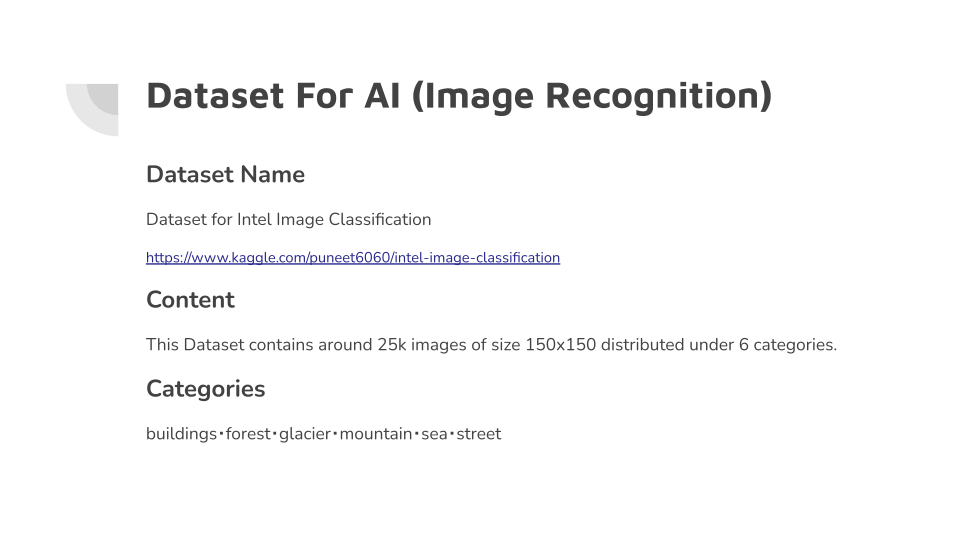 Dataset For AI (Image Recognition)
Dataset Name
Dataset for Intel Image Classification
https://www.kaggle.com/puneet6060/intel-image-classification
Content
This Dataset contains around 25k images of size 150x150 distributed under 6 categories.
Categories
buildings・forest・glacier・mountain・sea・street